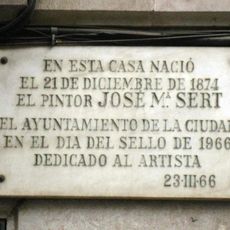 EN ESTA CASA NACIÓ
EL 21 DE DICIEMBRE DE 1874
EL PINTOR JOSÉ Mª SERT
EL AYUNTAMIENTO DE LA CIUDAD
EN EL DIA DEL SELLO DE 1966
DEDICADO AL ARTISTA
23-III-66